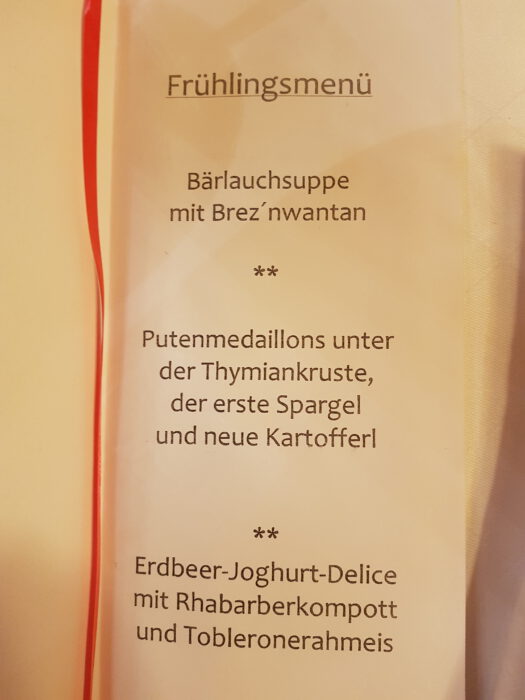 Frühlingsmenü
Bärlauchsuppe
mit Brez´nwantan
**
Putenmedaillons unter
der Thymiankruste,
der erste Spargel
und neue Kartofferl
**
Erdbeer-Joghurt-Delice
mit Rhabarberkompott
und Tobleronerahmeis